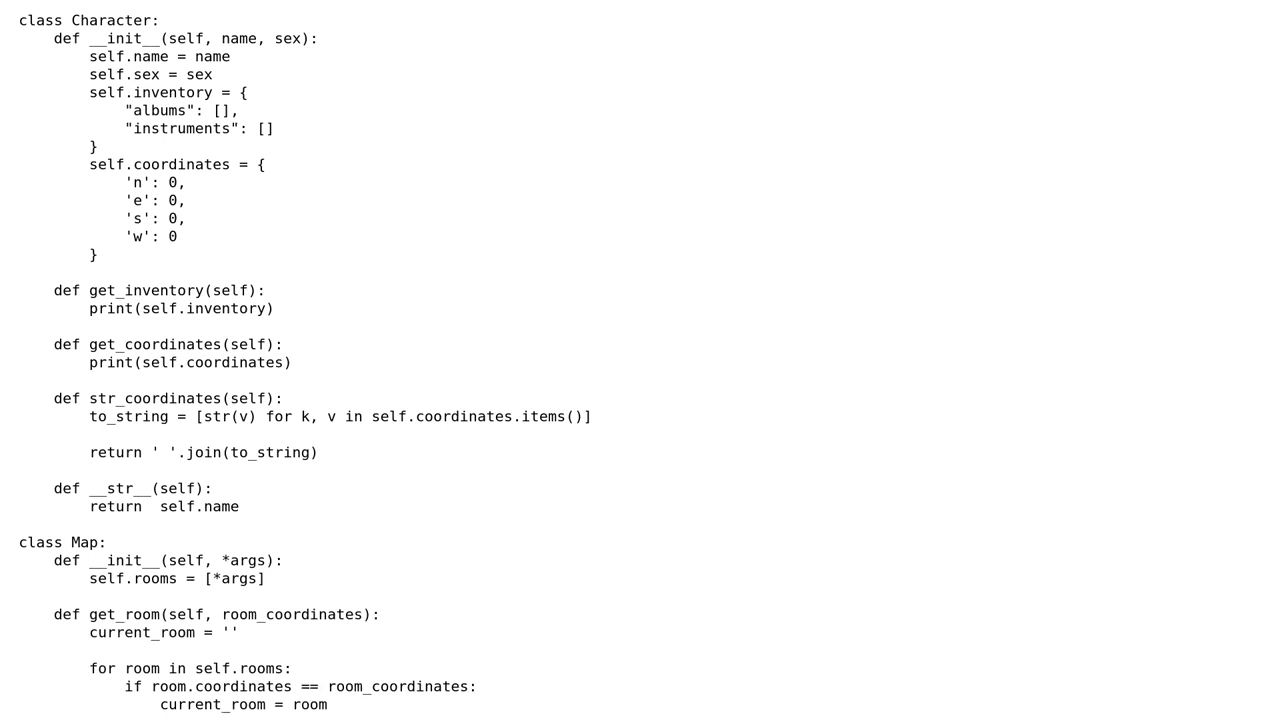 class Character:
    def __init__(self, name, sex):
        self.name = name
        self.sex = sex
        self.inventory = {
            "albums": [],
            "instruments": []
        }
        self.coordinates = {
            'n': 0,
            'e': 0,
            's': 0,
            'w': 0
        }

    def get_inventory(self):
        print(self.inventory)

    def get_coordinates(self):
        print(self.coordinates)

    def str_coordinates(self):
        to_string = [str(v) for k, v in self.coordinates.items()]

        return ' '.join(to_string)

    def __str__(self):
        return  self.name

class Map:
    def __init__(self, *args):
        self.rooms = [*args]

    def get_room(self, room_coordinates):
        current_room = ''

        for room in self.rooms:
            if room.coordinates == room_coordinates:
                current_room = room